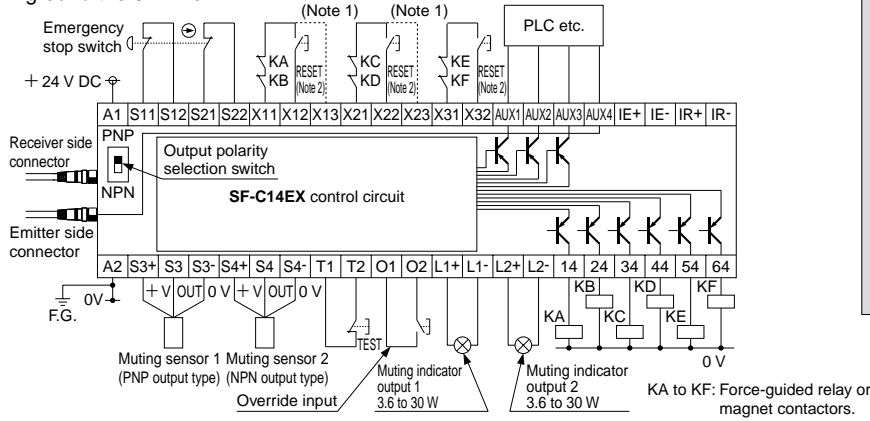 (Note 1) (Note 1)
Emergency
stop switch
PLC etc.
KA KC KE
KB KD KF
RESET RESET RESET
(Note 2) (Note 2) (Note 2)
+ 24 V DC
A1 S11 S12 S21 S22 X11 X12 X13 X21 X22 X23 X31 X32 AUX1 AUX2 AUX3 AUX4 IE+ IE- IR+ IR-
PNP
Receiver side
connector
Output polarity
selection switch
NPN
SF-C14EX control circuit
Emitter side
connector
A2 S3+ S3 S3- S4+ S4 S4- T1 T2 O1 O2 L1+ L1- L2+ L2- 14 24 34 44 54 64
0V
F.G.
+ V OUT 0 V + V OUT 0 V
KB KD KF
KA KC KE
TEST
0 V
Muting sensor 1
(PNP output type)
Muting sensor 2
(NPN output type)
Override input
Muting indicator
output 1
3.6 to 30 W
Muting indicator
output 2
3.6 to 30 W
KA to KF: Force-guided relay or
magnet contactors.